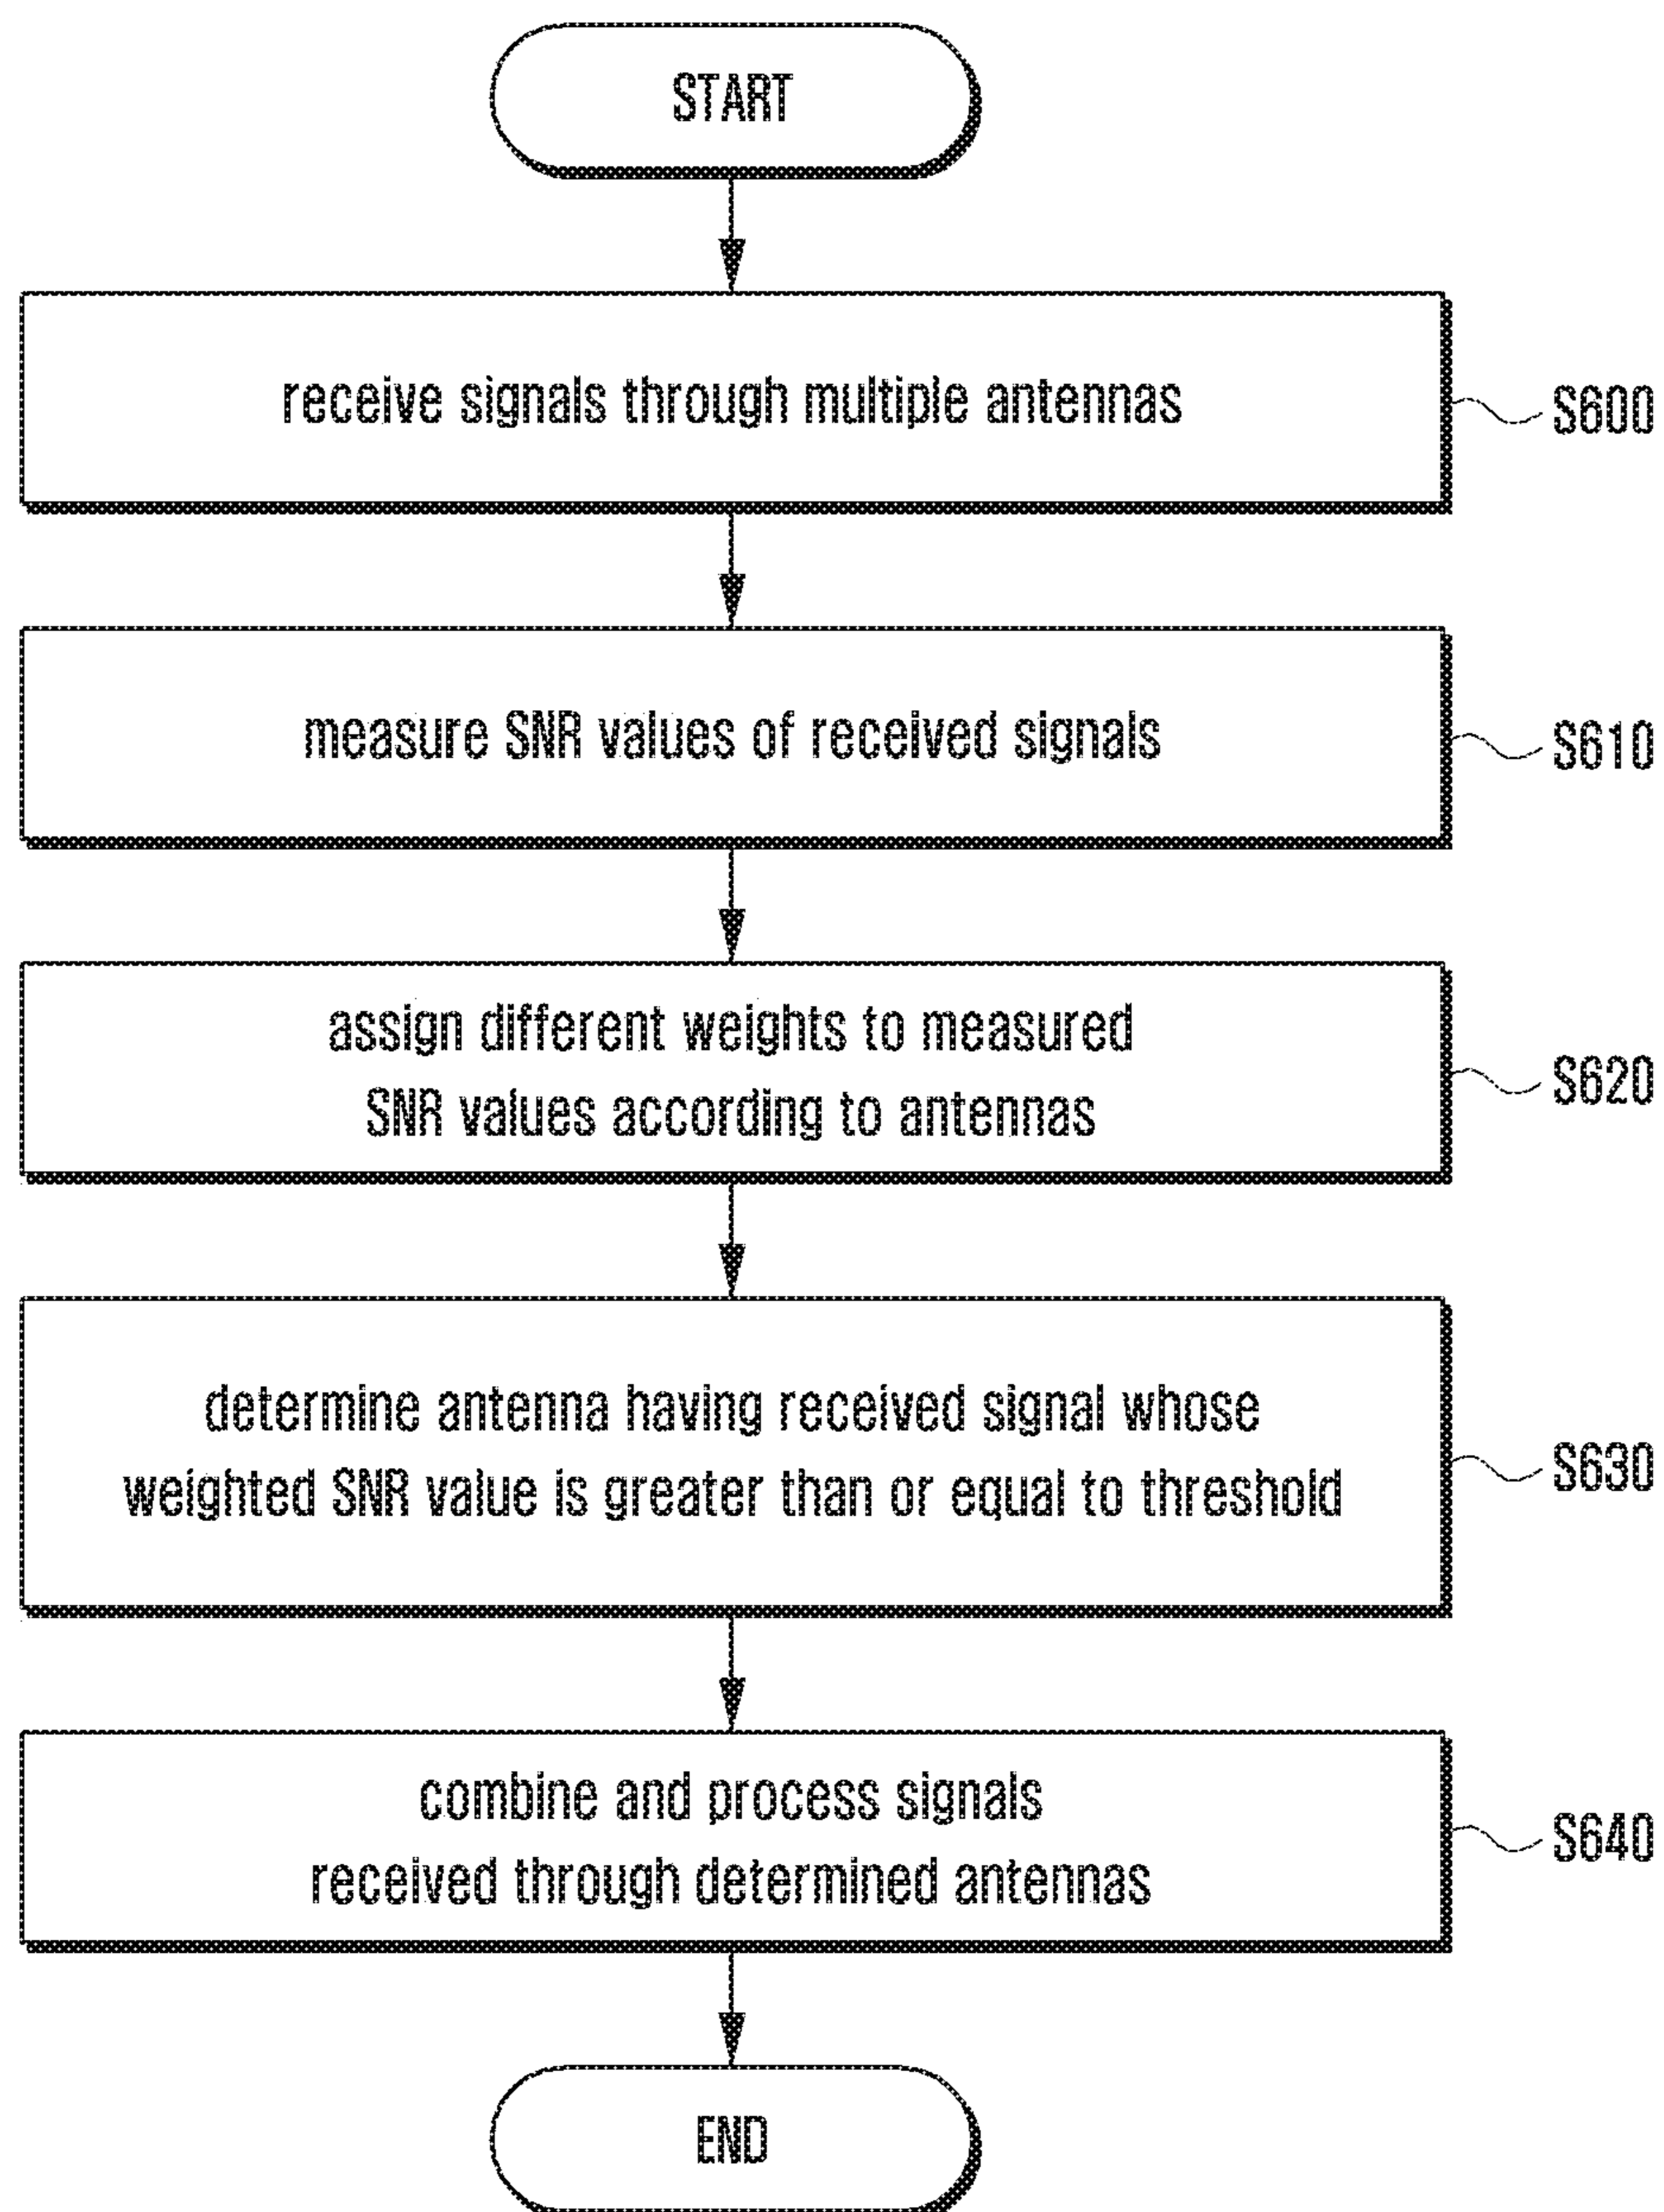 START
receive signals through multiple antennas
S600
measure SNR values of received signals
S610
assign different weights to measured
SNR values according to antennas
S620
determine antenna having received signal whose
weighted SNR value is greater than or equal to threshold
S630
combine and process signals
received through determined antennas
S640
END